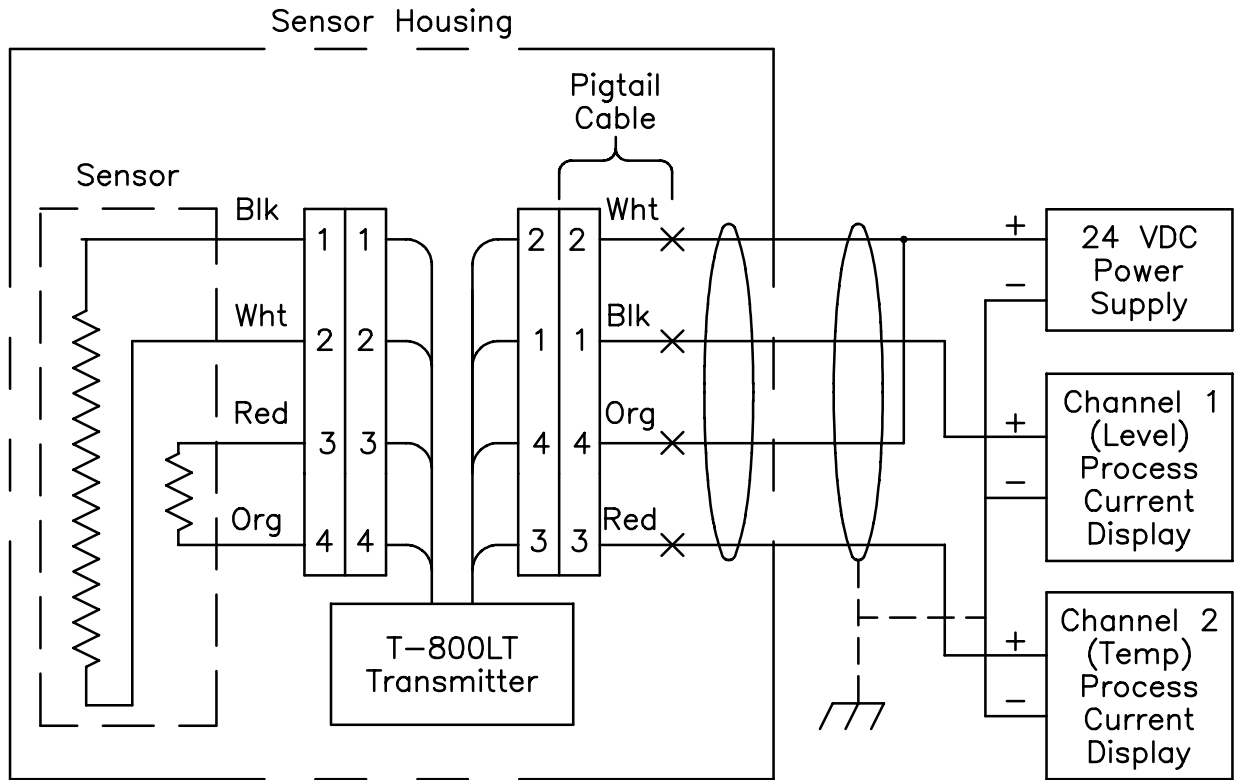 Sensor Housing
Pigtail
Cable
Sensor
Blk
1 1
Wht
2 2
Red
3 3
Org
4 4
2 2
Wht
1 1
Blk
4 4
Org
3 3
Red
T-800LT
Transmitter
+
-
24 VDC
Power
Supply
+
-
Channel 1
(Level)
Process
Current
Display
+
-
Channel 2
(Temp)
Process
Current
Display